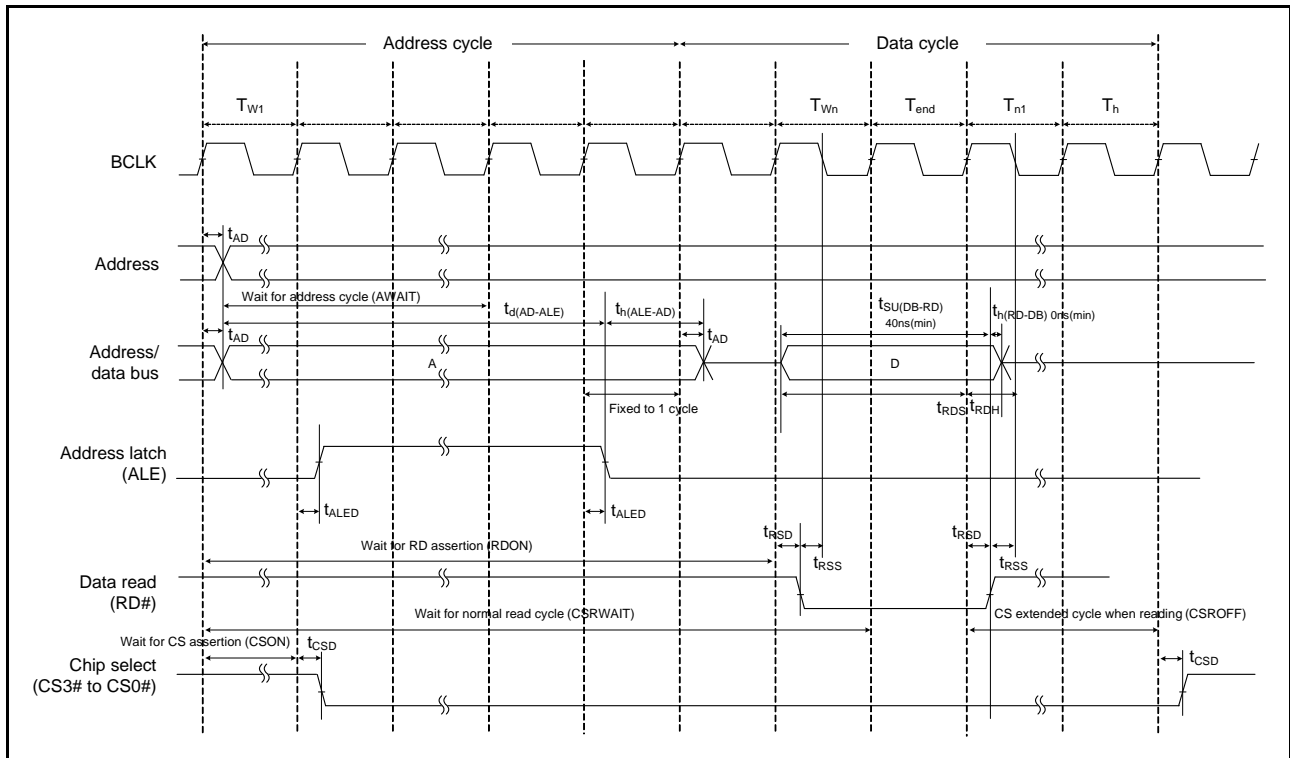 Address cycle Data cycle
TW1 TWn Tend Tn1 Th
BCLK
tAD
Address
Wait for address cycle (AWAIT)
td(AD-ALE) th(ALE-AD) tSU(DB-RD) th(RD-DB) 0ns(min)
40ns(min)
tAD tAD
Address/
data bus
A D
Fixed to 1 cycle tRDS tRDH
Address latch
(ALE)
tALED tALED
tRSD tRSD
Wait for RD assertion (RDON)
tRSS tRSS
Data read
(RD#)
Wait for normal read cycle (CSRWAIT) CS extended cycle when reading (CSROFF)
Wait for CS assertion (CSON) tCSD
Chip select
(CS3# to CS0#)
tCSD